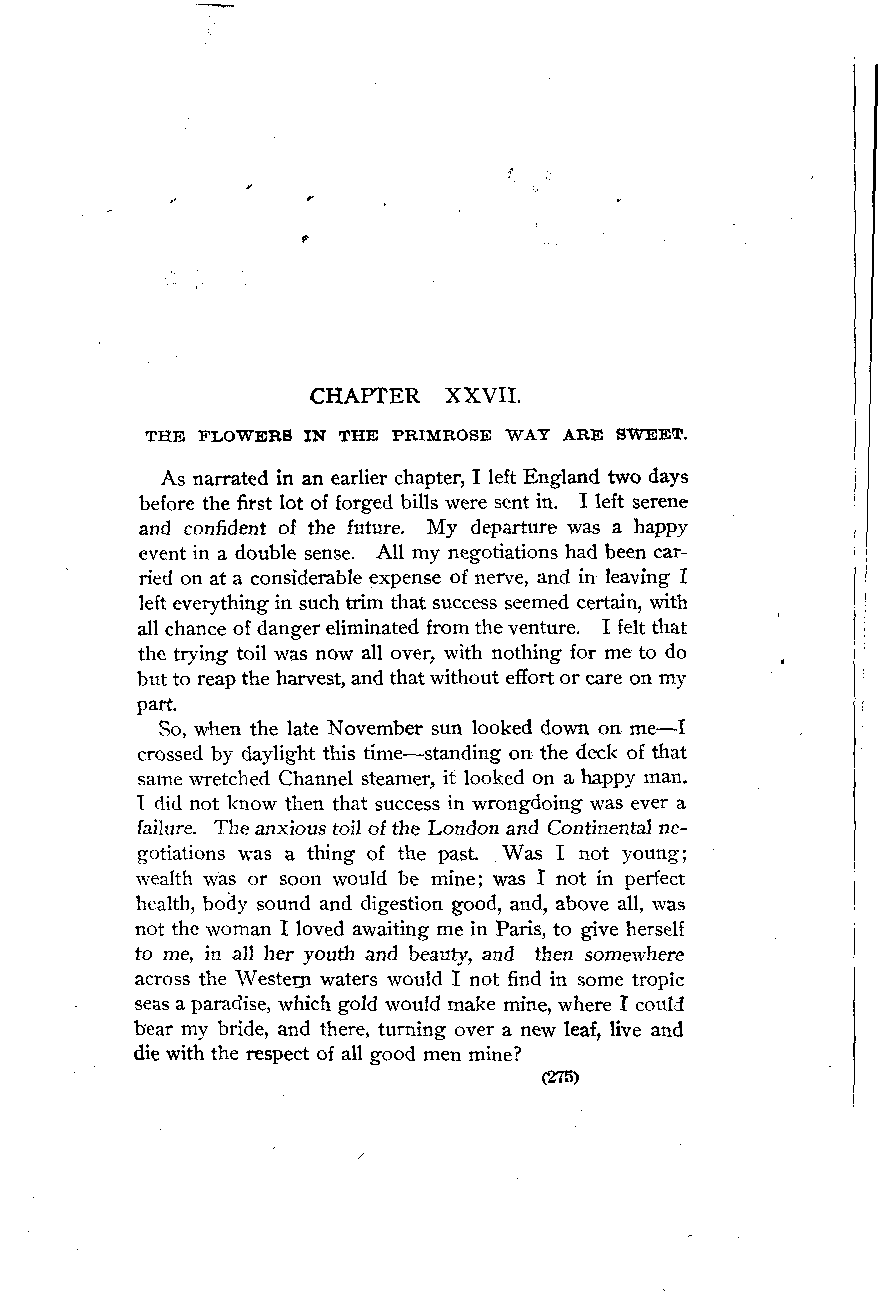 CHAPTER XXVII.
THE FLOWERS IN THE PRIMROSE WAY ARE SWEET.
As narrated in an earlier chapter, I left England two days
before the first lot of forged bills were sent in. I left serene
and confident of the future. My departure was a happy
event in a double sense. All my negotiations had been car-
ried on at a considerable expense of nerve, and in leaving I
left everything in such trim that success seemed certain, with
all chance of danger eliminated from the venture. I felt that
the trying toil was now all over, with nothing for me to do
but to reap the harvest, and that without effort or care on my
part.
So, when the late November sun looked down on me—I
crossed by daylight this time—standing on the deck of that
same wretched Channel steamer, it looked on a happy man.
I did not know then that success in wrongdoing was ever a
failure. The anxious toil of the London and Continental ne-
gotiations was a thing of the past. Was I not young;
wealth was or soon would be mine; was I not in perfect
health, body sound and digestion good, and, above all, was
not the woman I loved awaiting me in Paris, to give herself
to me, in all her youth and beauty, and then somewhere
across the Western waters would I not find in some tropic
seas a paradise, which gold would make mine, where I could
bear my bride, and there, turning over a new leaf, live and
die with the respect of all good men mine?
(275)